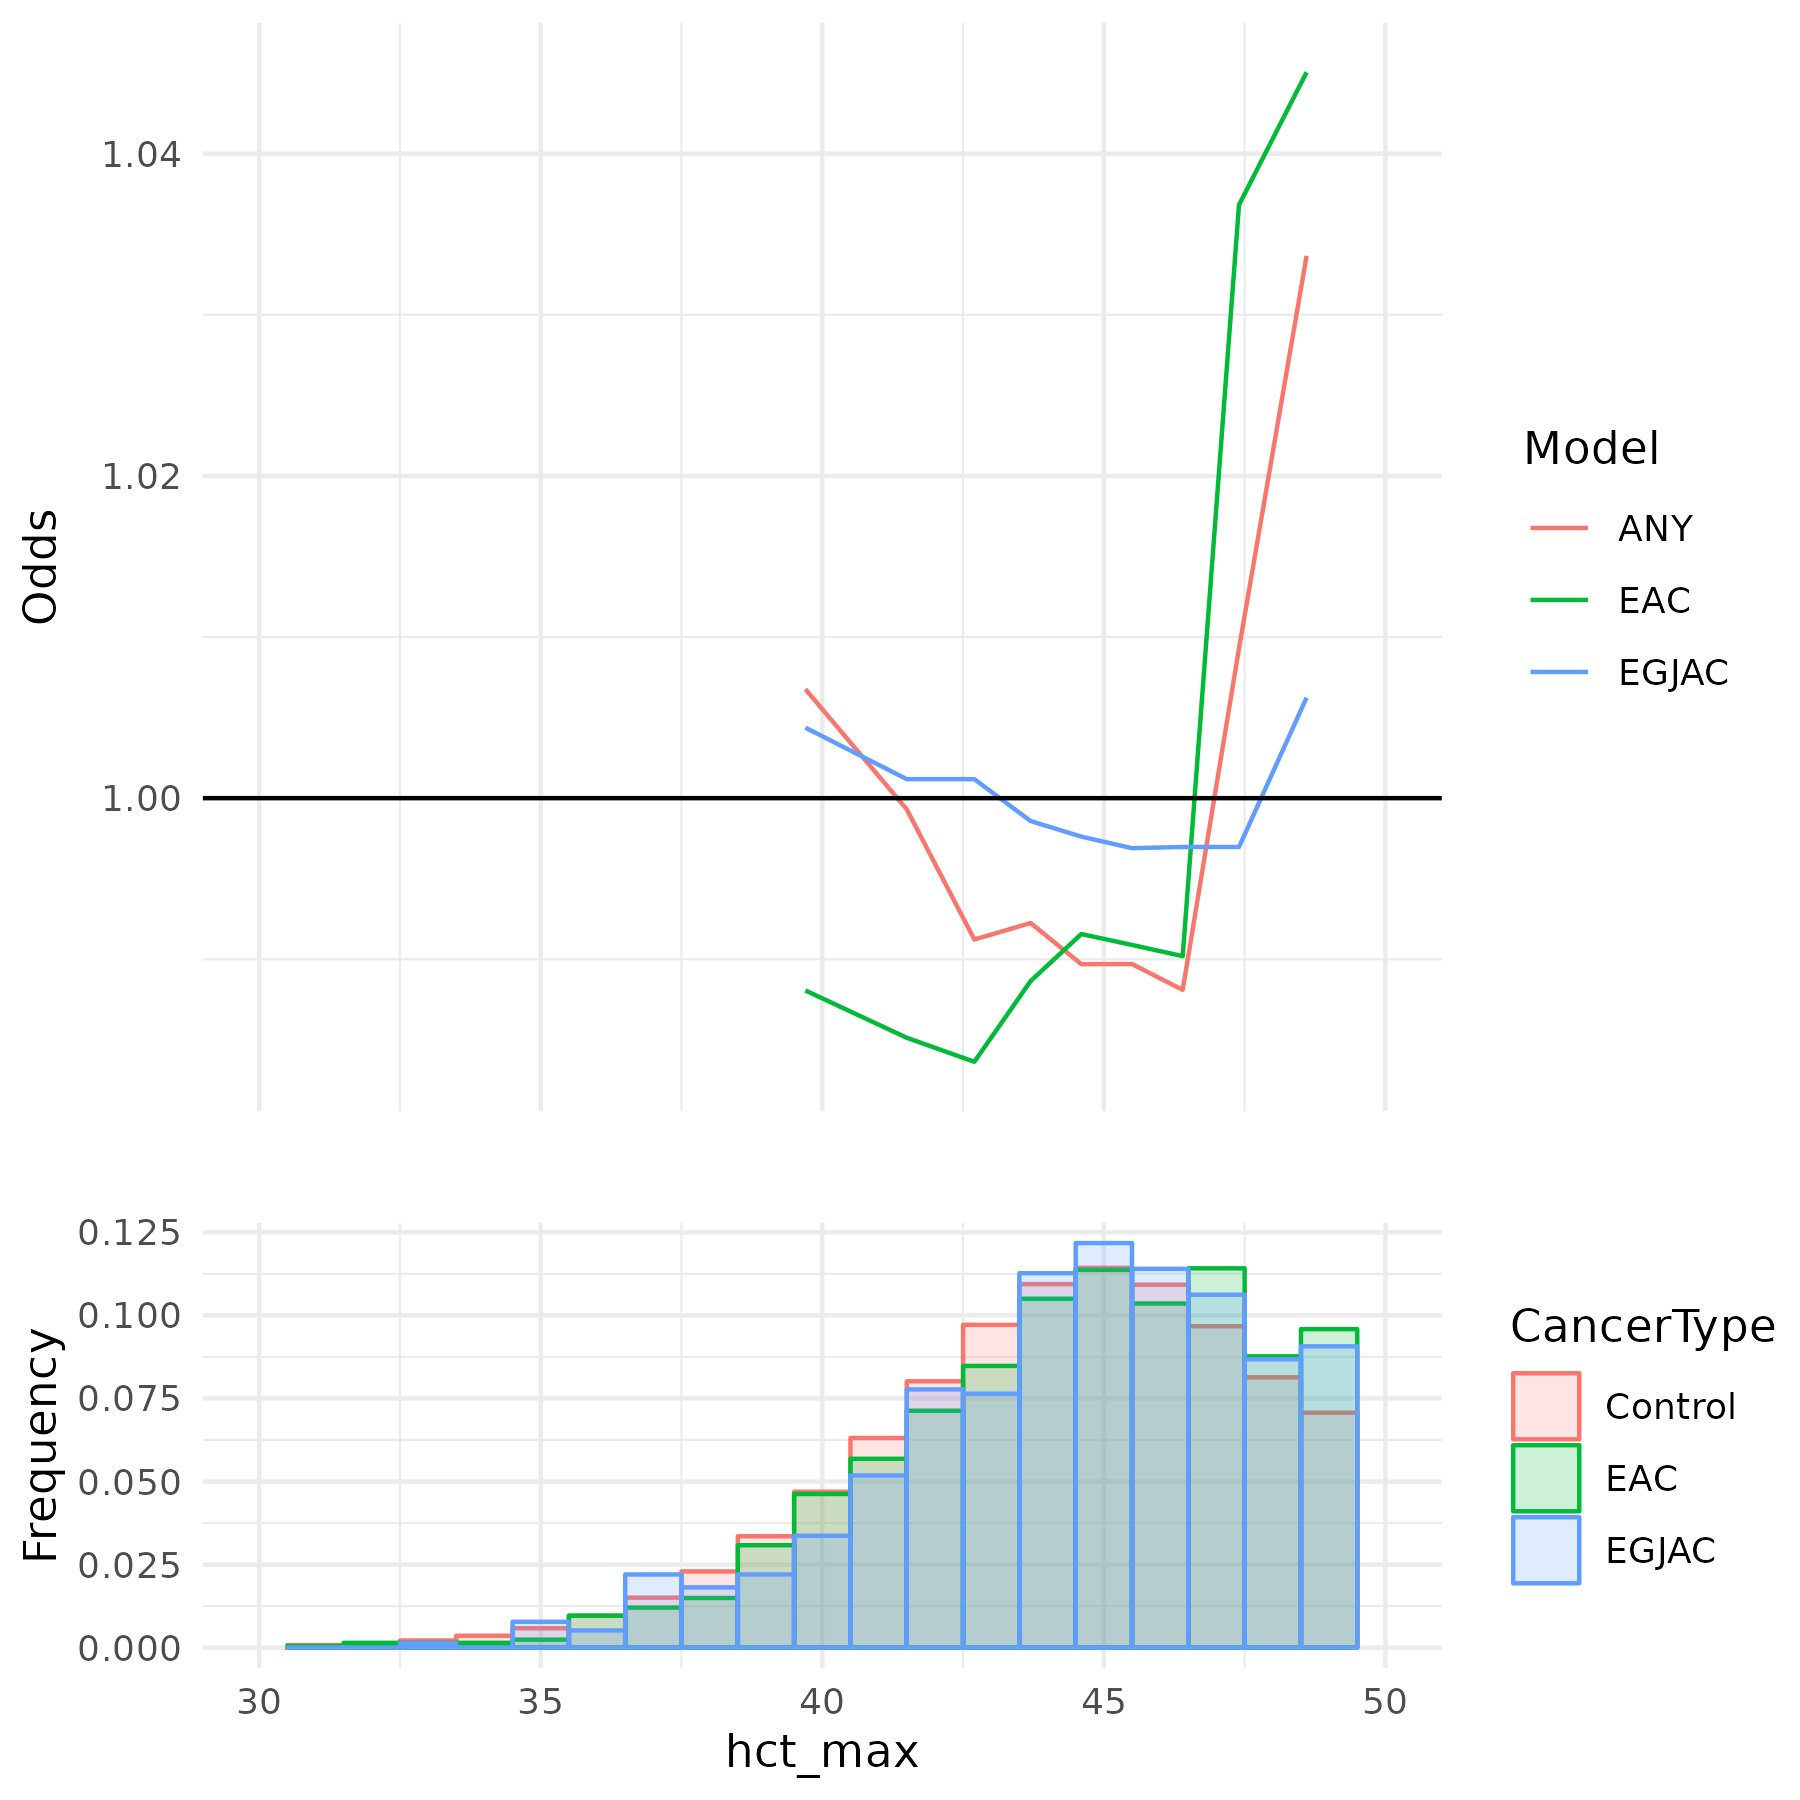 1.04
1.02
1.00
Odds
Model
ANY
EAC
EGJAC
0.125
0.100
0.075
0.050
0.025
0.000
Frequency
30 35 40 45 50
hct_max
CancerType
Control
EAC
EGJAC